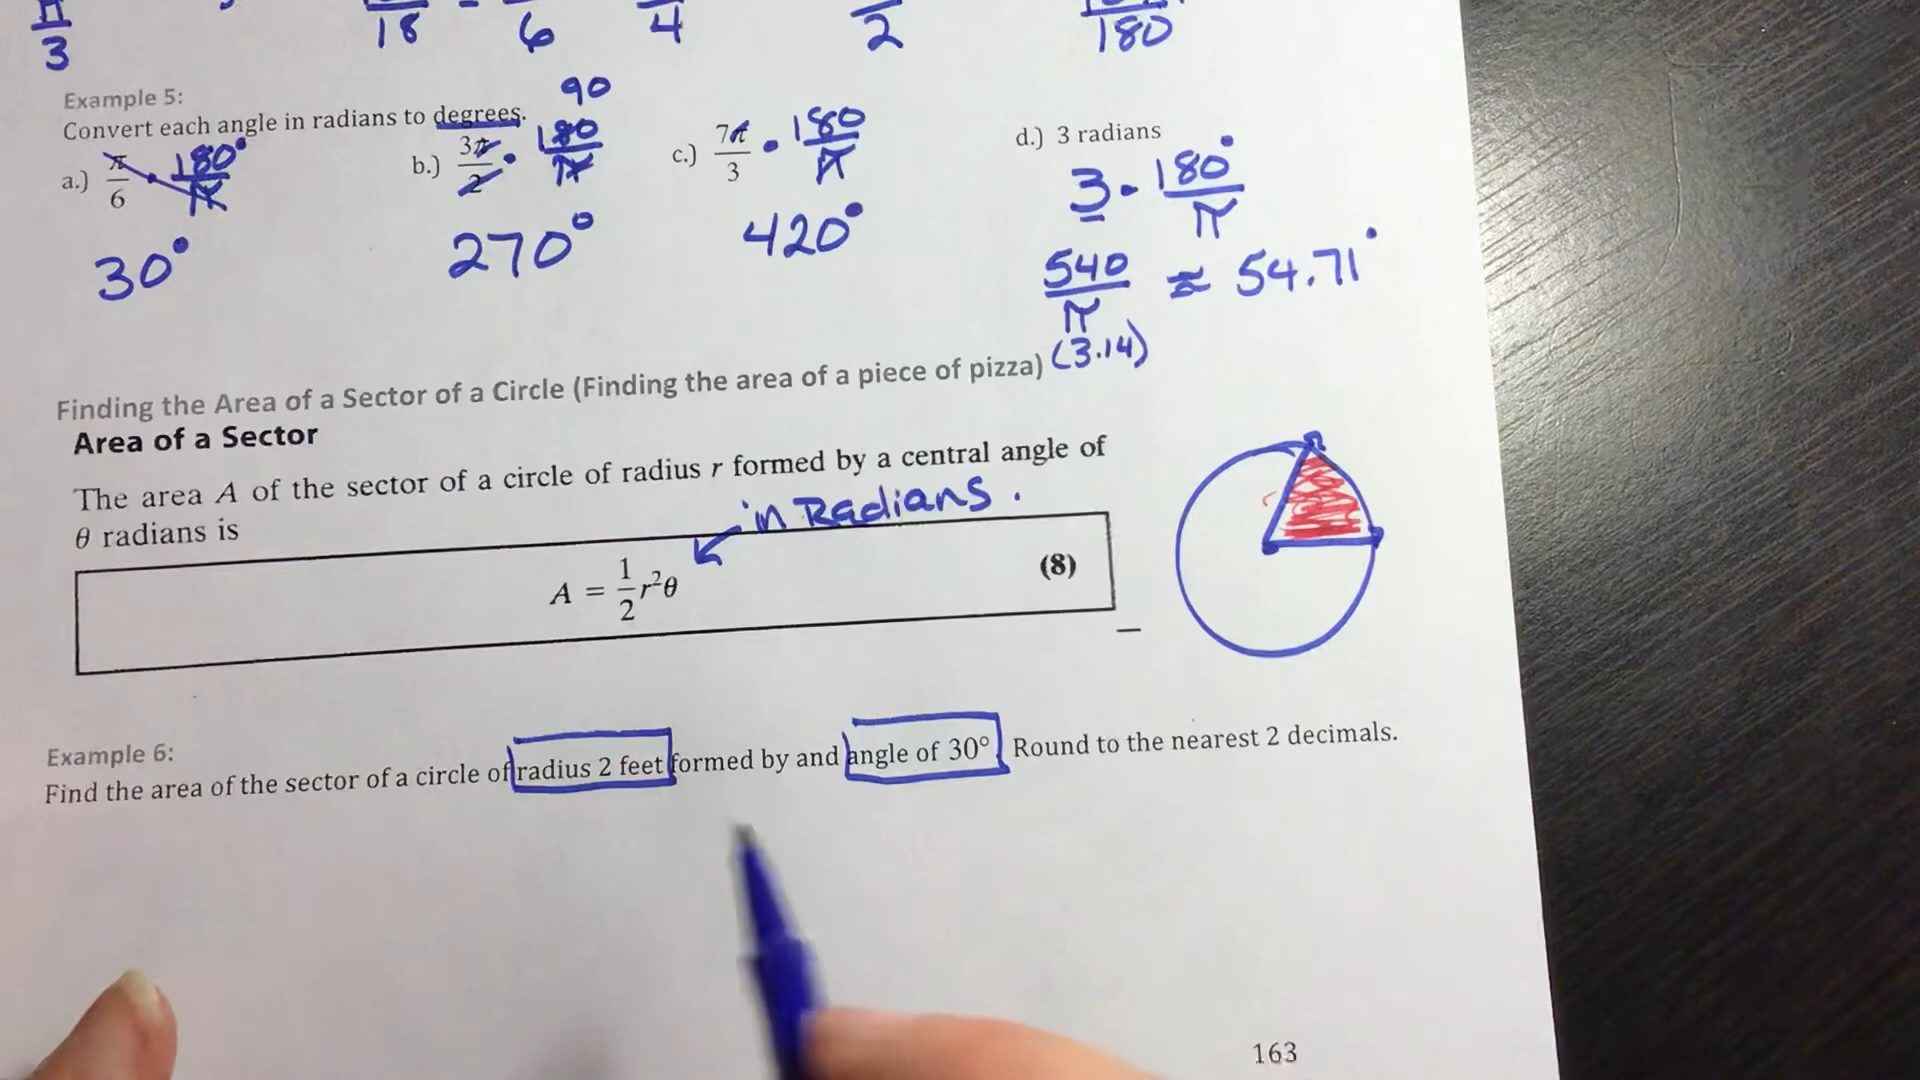 π/3 18 6 4 2 180
Example 5:
Convert each angle in radians to degrees.
a.) π/6 • 180°/π
30°
b.) 3π/2 • 180/π 90
270°
c.) 7π/3 • 180/π
420°
d.) 3 radians
3 • 180°/π
540/π ≈ 54.71°
(3.14)
Finding the Area of a Sector of a Circle (Finding the area of a piece of pizza)
Area of a Sector
The area A of the sector of a circle of radius r formed by a central angle of
θ radians is
in Radians.
A = 1/2 r²θ (8)
Example 6:
Find the area of the sector of a circle of radius 2 feet formed by and angle of 30° Round to the nearest 2 decimals.
163